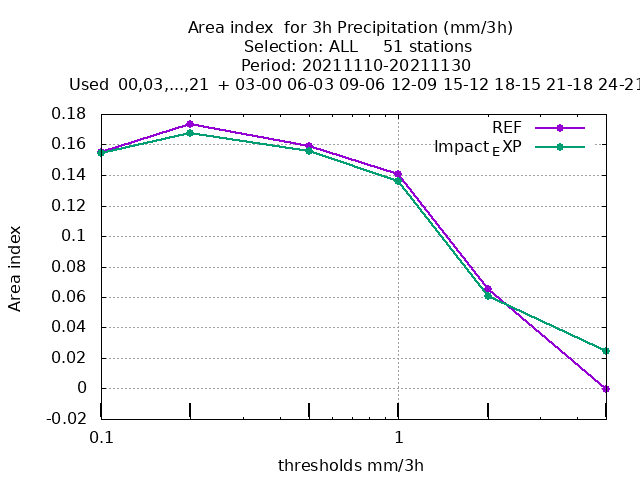 Area index  for 3h Precipitation (mm/3h)
Selection: ALL     51 stations
Period: 20211110-20211130
Used  00,03,...,21  + 03-00 06-03 09-06 12-09 15-12 18-15 21-18 24-21
0.18
0.16
0.14
0.12
0.1
0.08
0.06
0.04
0.02
0
-0.02
Area index
REF
Impact_EXP
0.1
1
thresholds mm/3h